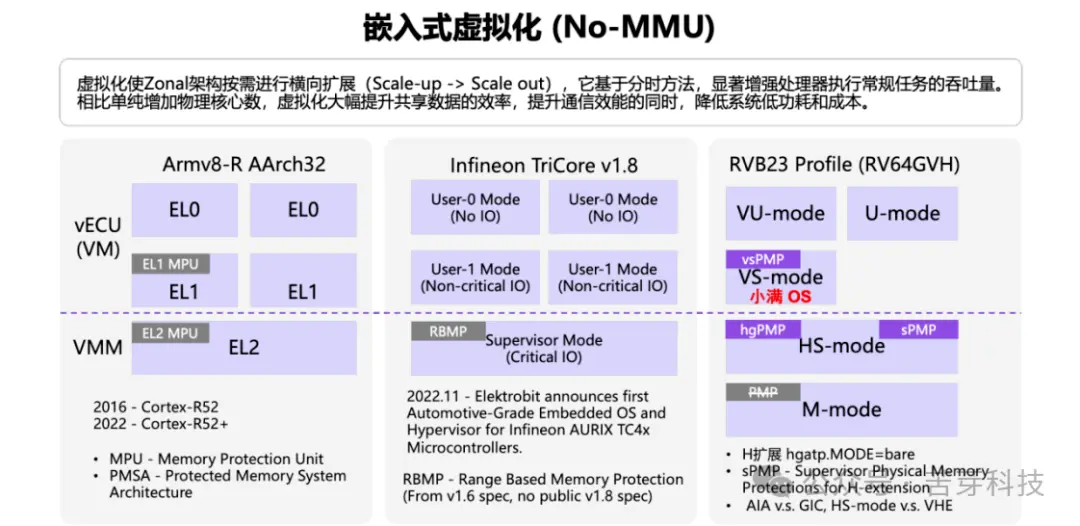 嵌入式虚拟化 (No-MMU)
虚拟化使Zonal架构按需进行横向扩展（Scale-up -> Scale out），它基于分时方法，显著增强处理器执行常规任务的吞吐量。
相比单纯增加物理核心数，虚拟化大幅提升共享数据的效率，提升通信效能的同时，降低系统低功耗和成本。
vECU
(VM)
VMM
Armv8-R AArch32
EL0
EL0
EL1 MPU
EL1
EL1
EL2 MPU
EL2
2016 - Cortex-R52
2022 - Cortex-R52+
• MPU - Memory Protection Unit
• PMSA - Protected Memory System
Architecture
Infineon TriCore v1.8
User-0 Mode
(No IO)
User-0 Mode
(No IO)
User-1 Mode
(Non-critical IO)
User-1 Mode
(Non-critical IO)
RBMP
Supervisor Mode
(Critical IO)
2022.11 - Elektrobit announces first
Automotive-Grade Embedded OS and
Hypervisor for Infineon AURIX TC4x
Microcontrollers.
RBMP - Range Based Memory Protection
(From v1.6 spec, no public v1.8 spec)
RVB23 Profile (RV64GVH)
VU-mode
U-mode
vsPMP
VS-mode
小满 OS
hgPMP
sPMP
HS-mode
PMP
M-mode
• H扩展 hgatp.MODE=bare
• sPMP - Supervisor Physical Memory
Protections for H-extension
• AIA v.s. GIC, HS-mode v.s. VHE
公众号 · 苦芽科技